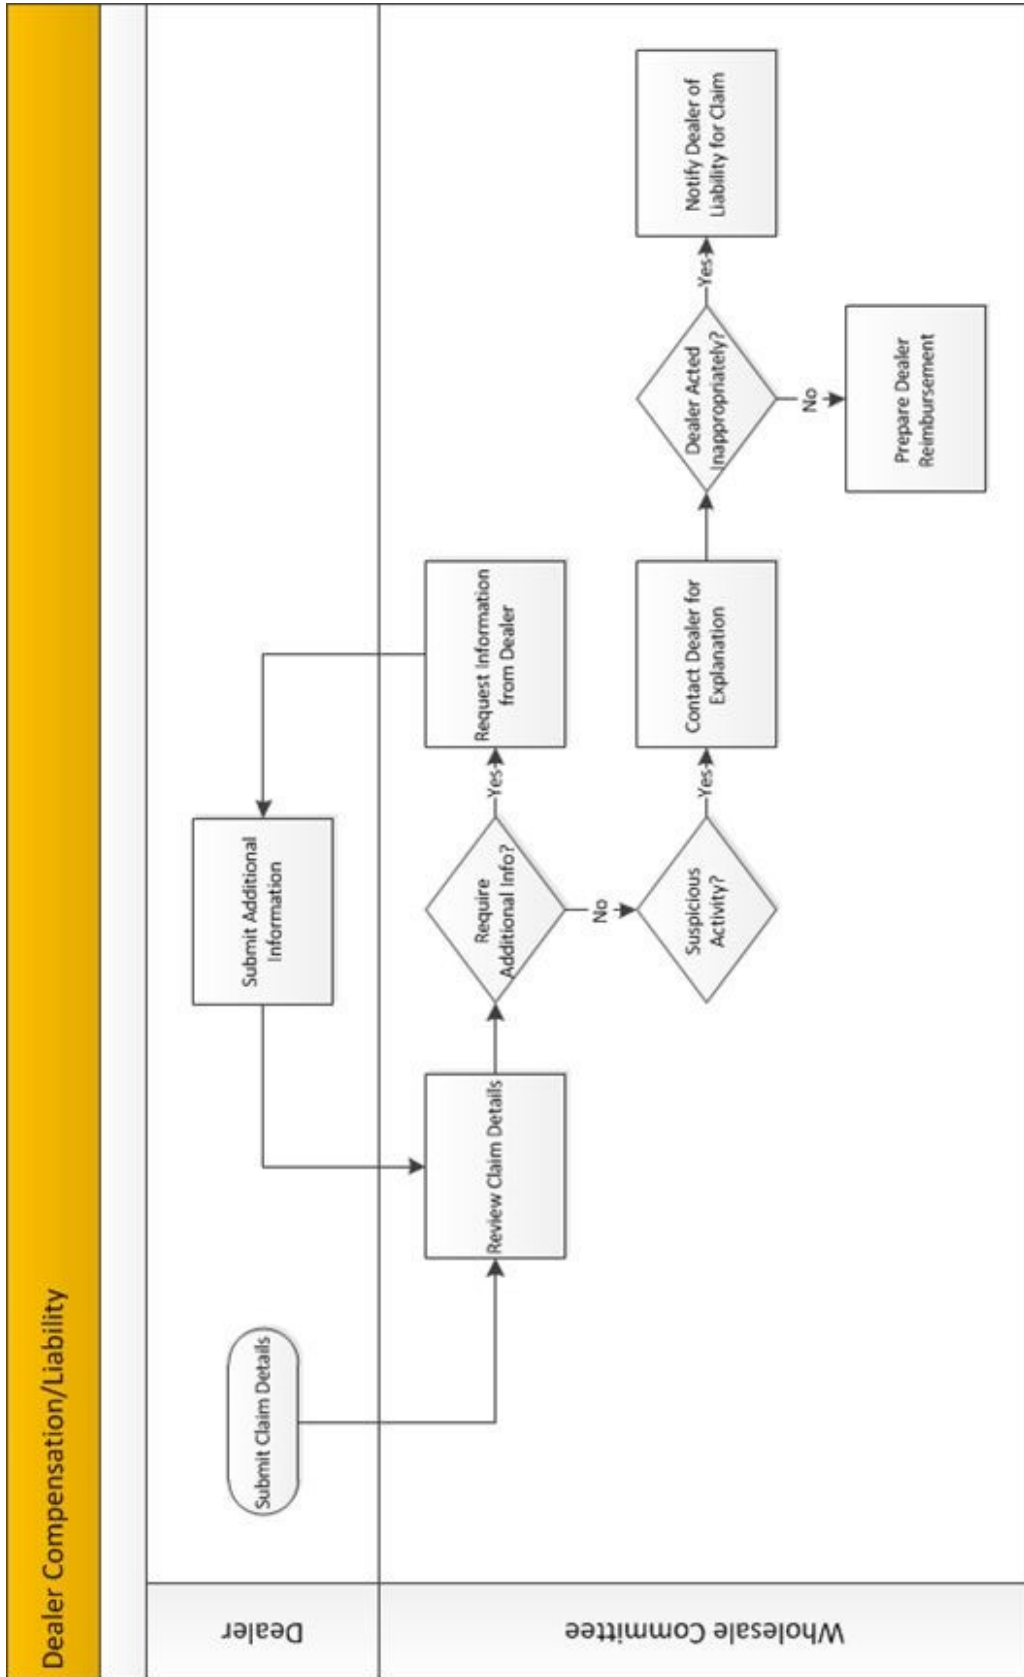 Dealer Compensation/Liability
Dealer
Submit Claim Details
Submit Additional
Information
Wholesale Committee
Review Claim Details
Require
Additional Info?
Yes
Request Information
from Dealer
No
Suspicious
Activity?
Yes
Contact Dealer for
Explanation
Dealer Acted
Inappropriately?
Yes
Notify Dealer of
Liability for Claim
No
Prepare Dealer
Reimbursement